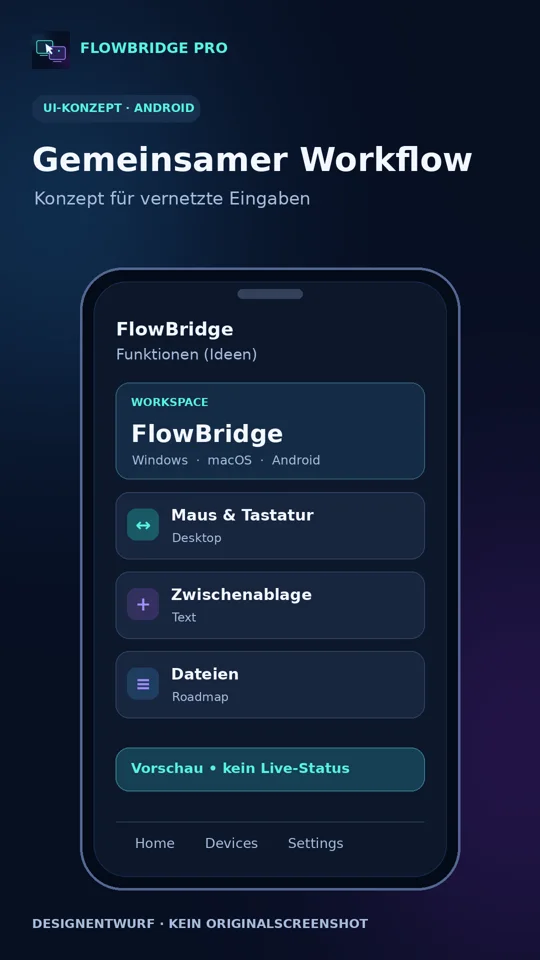 FLOWBRIDGE PRO
UI-KONZEPT · ANDROID
Gemeinsamer Workflow
Konzept für vernetzte Eingaben
FlowBridge
Funktionen (Ideen)
WORKSPACE
FlowBridge
Windows · macOS · Android
Maus & Tastatur
Desktop
Zwischenablage
Text
Dateien
Roadmap
Vorschau • kein Live-Status
Home Devices Settings
DESIGNENTWURF · KEIN ORIGINALSCREENSHOT